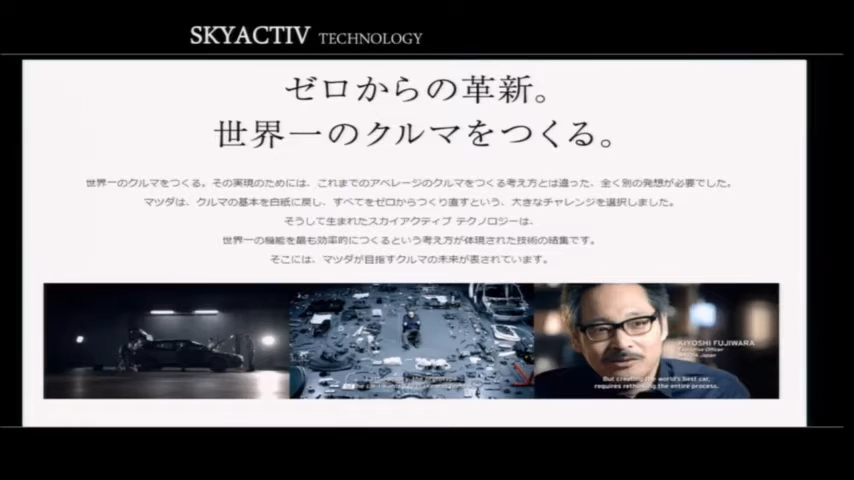 SKYACTIV TECHNOLOGY
ゼロからの革新。
世界一のクルマをつくる。
世界一のクルマをつくる。その実現のためには、これまでのアベレージのクルマをつくる考え方とは違った、全く別の発想が必要でした。
マツダは、クルマの基本を白紙に戻し、すべてをゼロからつくり直すという、大きなチャレンジを選択しました。
そうして生まれたスカイアクティブ テクノロジーは、
世界一の機能を最も効率的につくるという考え方が体現された技術の結集です。
そこには、マツダが目指すクルマの未来が表されています。
KIYOSHI FUJIWARA
Executive Officer
Japan
But creating the world's best car,
requires rethinking the entire process.